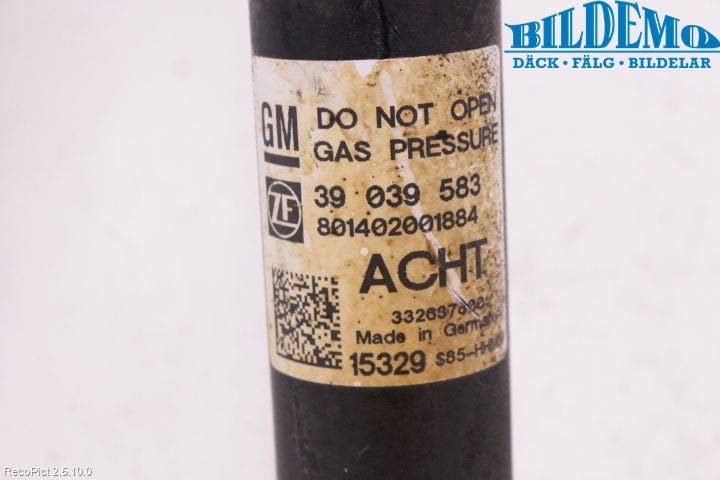 BILDEMO
DÄCK • FÄLG • BILDELAR
GM
DO NOT OPEN
GAS PRESSURE
ZF
39 039 583
801402001884
ACHT
Made in Germany
15329
RecoPict 2.5.10.0